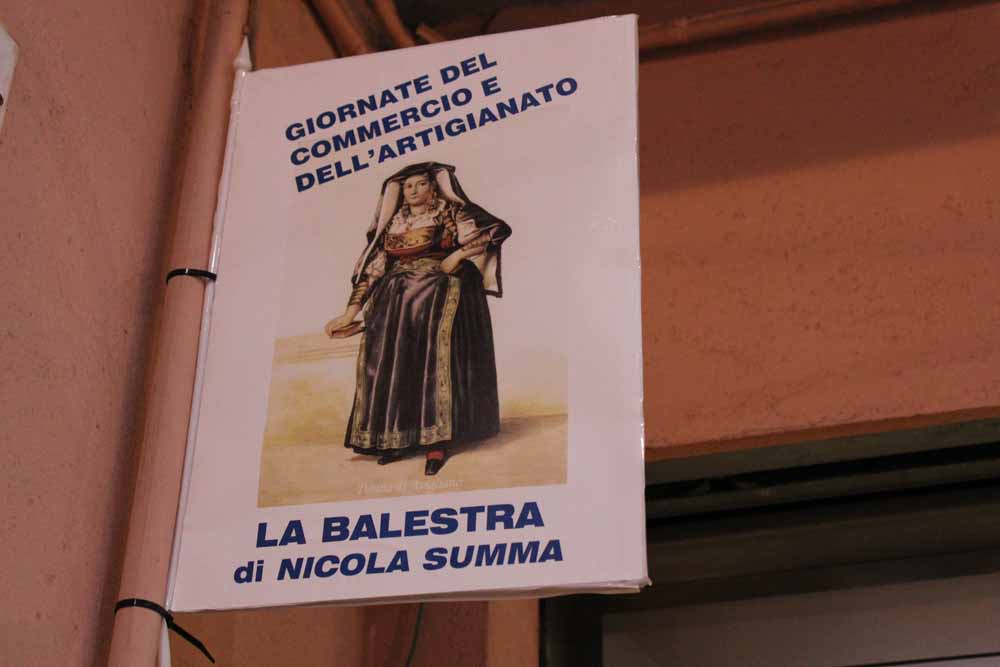 GIORNATE DEL
COMMERCIO E
DELL'ARTIGIANATO
LA BALESTRA
di NICOLA SUMMA